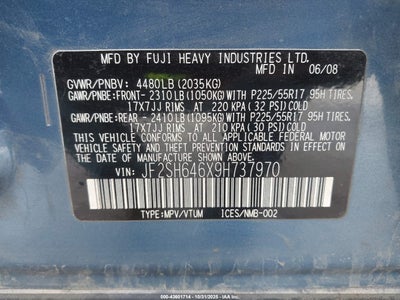 MFD BY FUJI HEAVY INDUSTRIES LTD.
MFD IN 06/08
GVWR/PNBV: 4480LB (2035KG)
GAWR/PNBE: FRONT- 2310LB(1050KG)WITH P225/55R17 95H TIRES,
17X7JJ RIMS AT 220 KPA(32 PSI)COLD
GAWR/PNBE: REAR - 2410LB(1095KG)WITH P225/55R17 95H TIRES,
17X7JJ RIMS AT 210 KPA(30 PSI)COLD
THIS VEHICLE CONFORMS TO ALL APPLICABLE FEDERAL MOTOR
VEHICLE SAFETY, BUMPER, AND THEFT PREVENTION STANDARDS
IN EFFECT ON THE DATE OF MANUFACTURE SHOWN ABOVE.
VIN: JF2SH646X9H737970
TYPE:MPV/VTUM ICES/NMB-002
500-43601714 - 10/31/2025 - IAAI.com